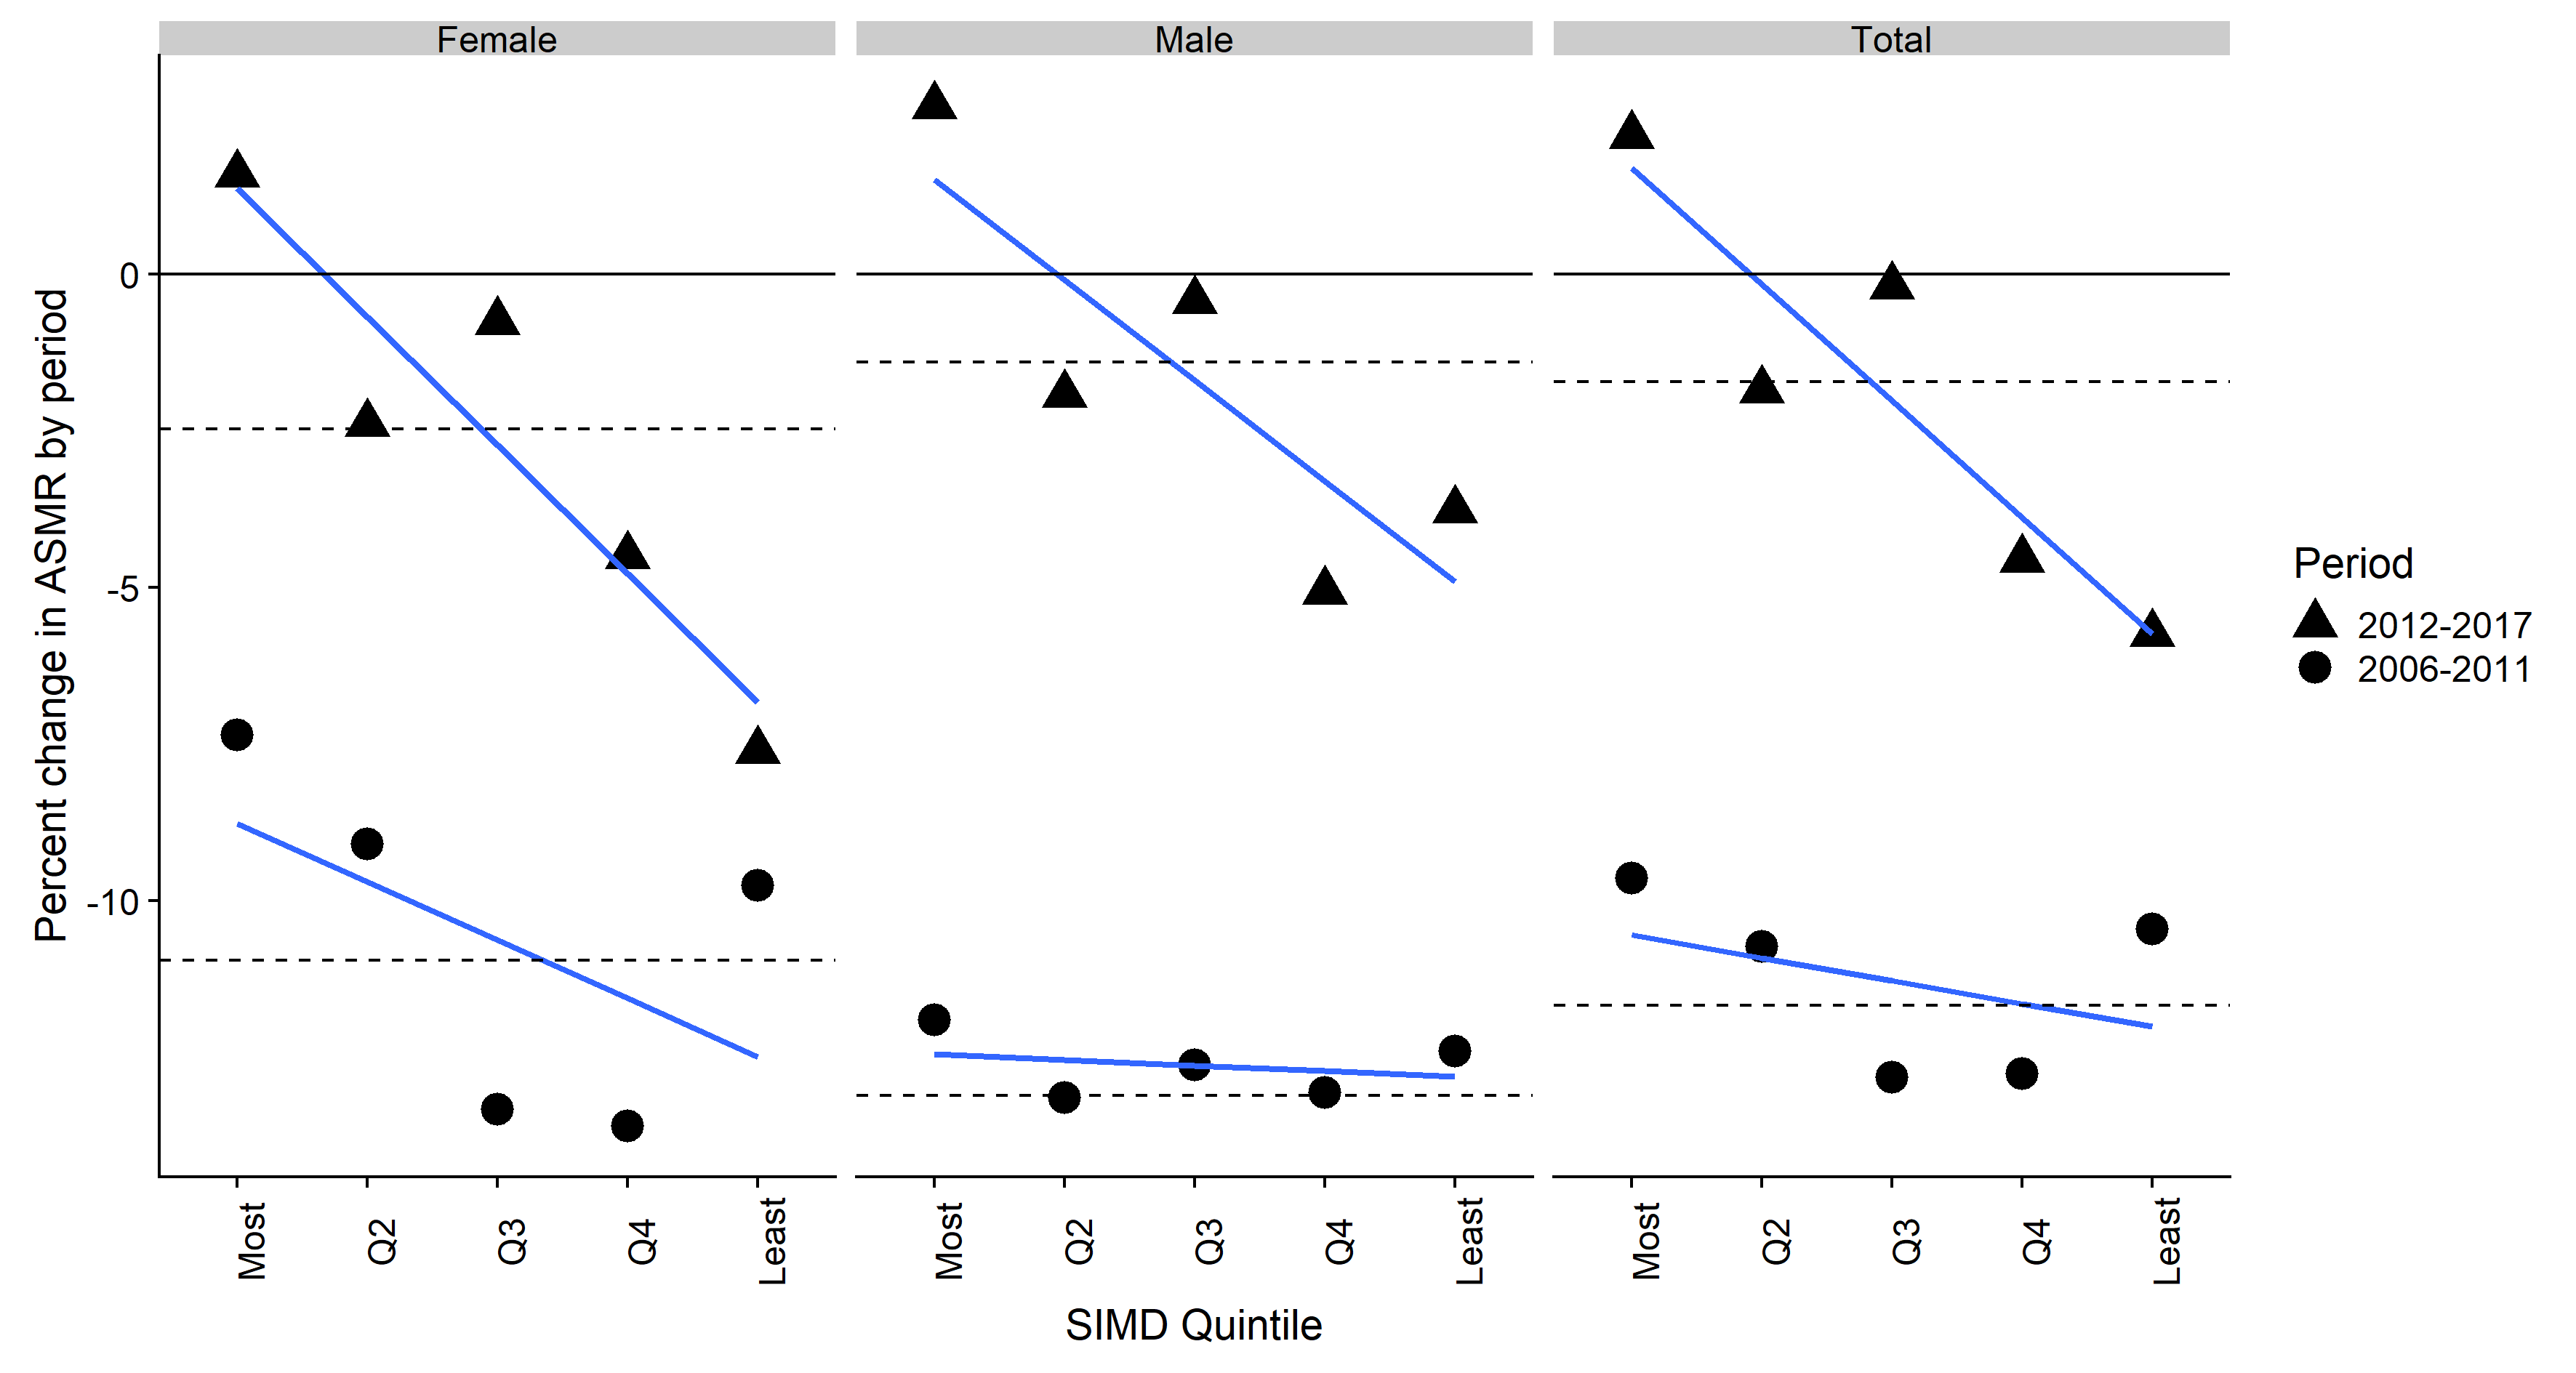 Female
Male
Total
Percent change in ASMR by period
0
-5
-10
Most
Q2
Q3
Q4
Least
Most
Q2
Q3
Q4
Least
Most
Q2
Q3
Q4
Least
SIMD Quintile
Period
2012-2017
2006-2011